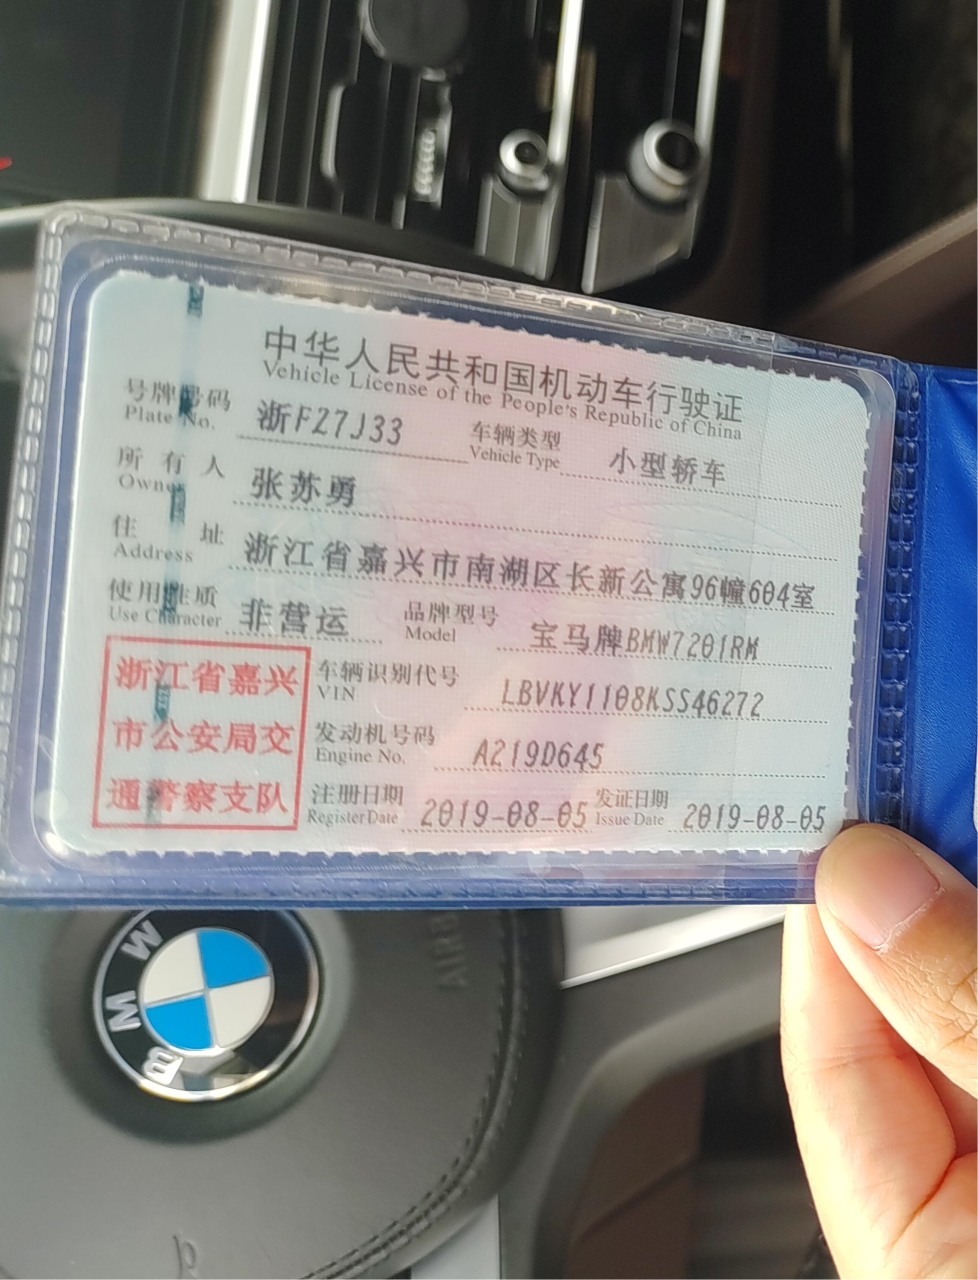 中华人民共和国机动车行驶证
Vehicle License of the People's Republic of China
号牌号码 浙F27J33 车辆类型 小型轿车
Plate No. Vehicle Type
所有人 张苏勇
Owner
住址 浙江省嘉兴市南湖区长新公寓96幢604室
Address
使用性质 非营运 品牌型号 宝马牌BMW7201RM
Use Character Model
浙江省嘉兴
市公安局交
通警察支队
车辆识别代号 LBVKY1108KSS46272
VIN
发动机号码 A219D645
Engine No.
注册日期 2019-08-05 发证日期 2019-08-05
Register Date Issue Date
BMW